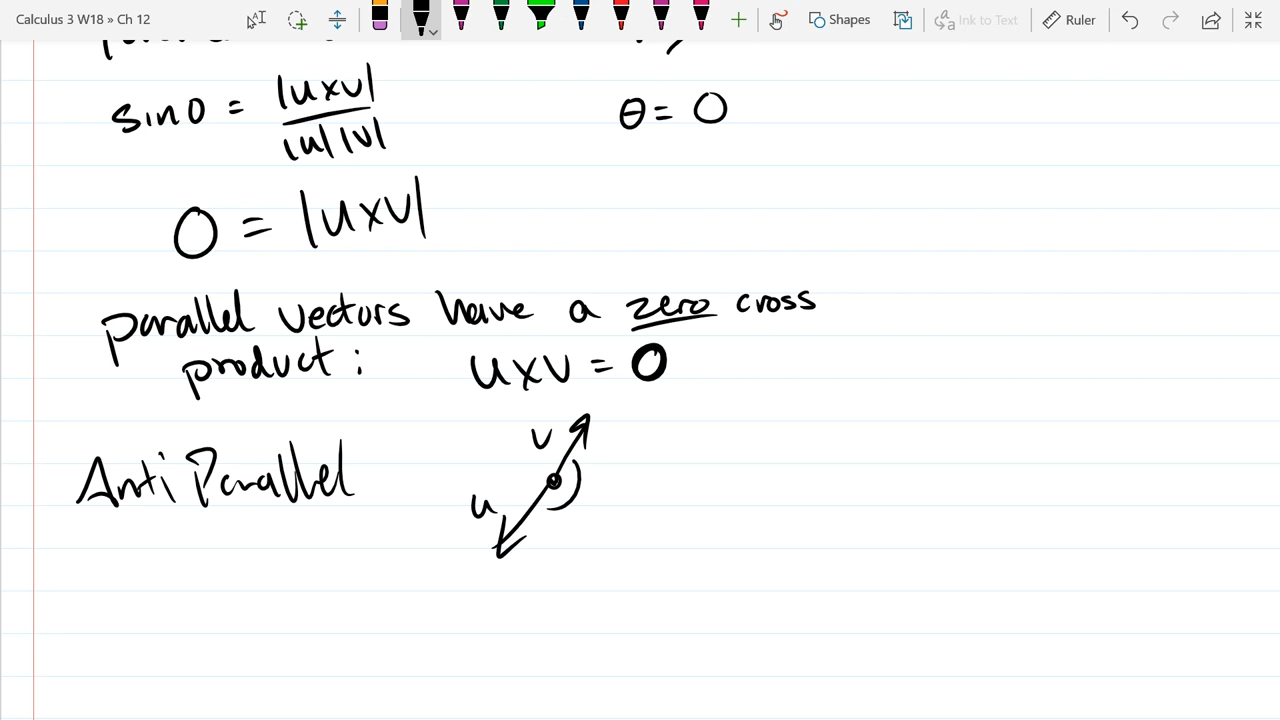 Calculus 3 W18 » Ch 12
Shapes
Ink to Text
Ruler
sin θ = |u×v| / |u||v|
θ = 0
0 = |u×v|
parallel vectors have a zero cross
product: u×v = 0
Anti Parallel
v
u